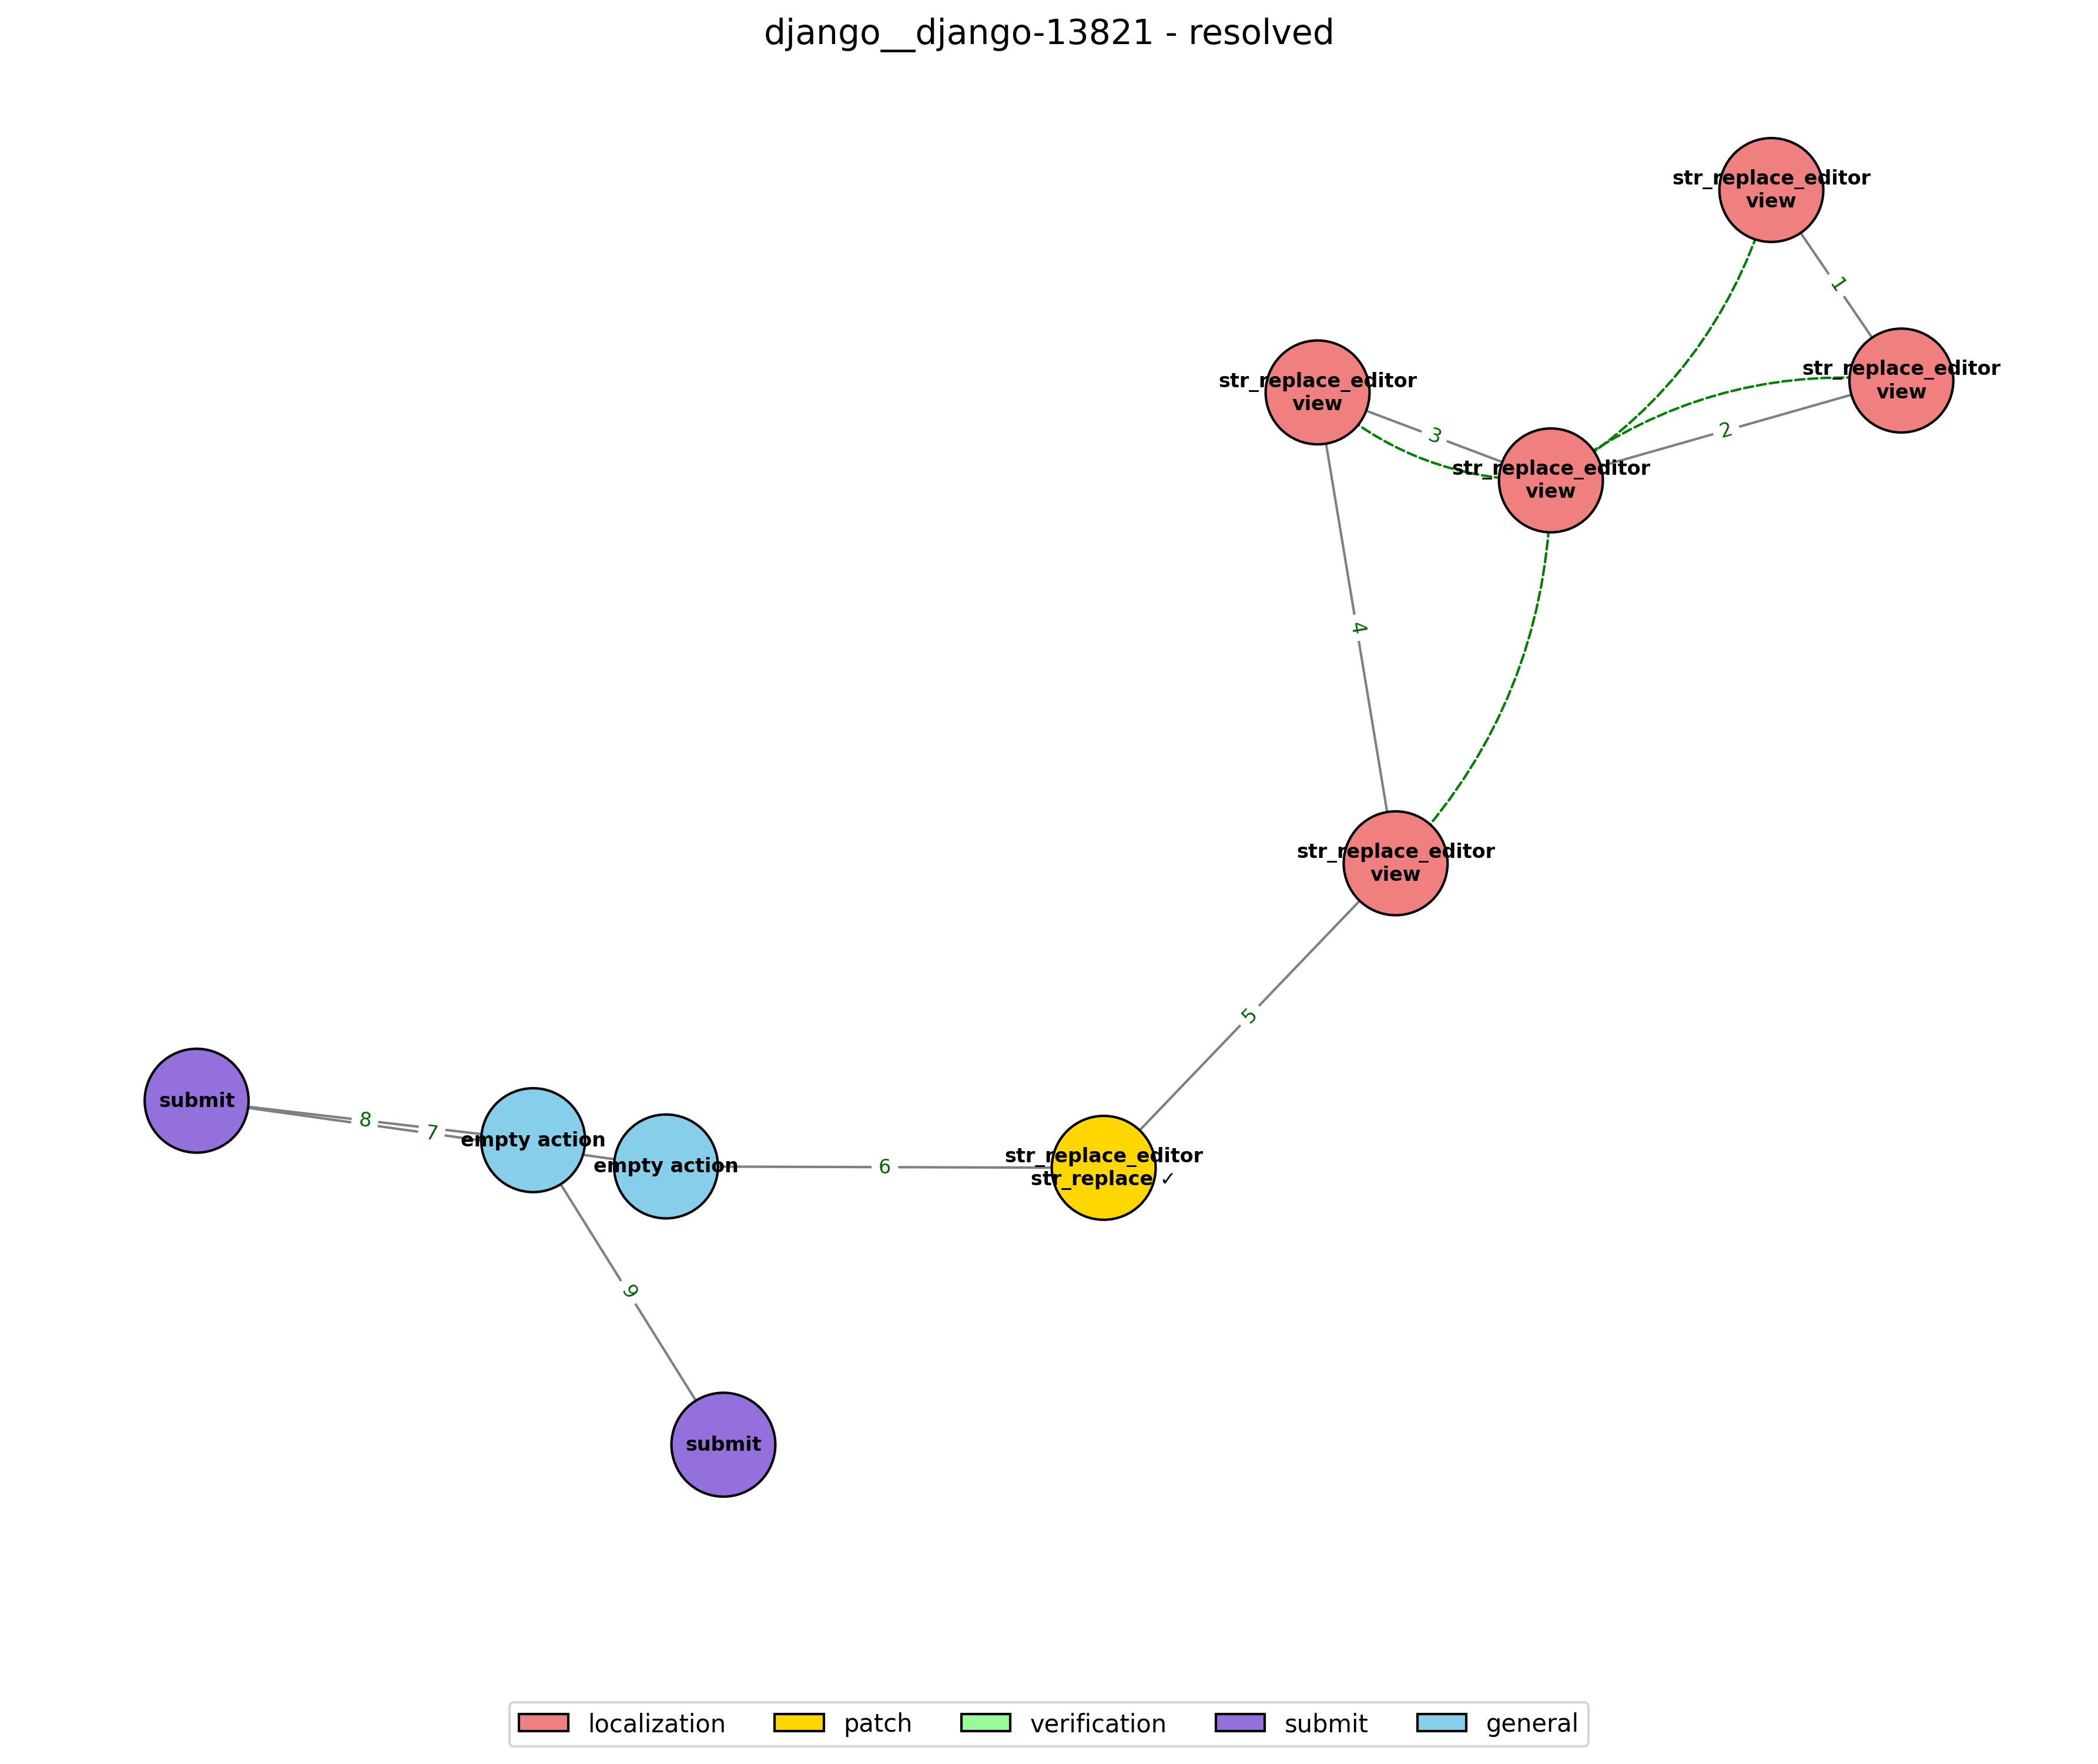 django__django-13821 - resolved
str_replace_editor
view
1
str_replace_editor
view
str_replace_editor
view
2
3
str_replace_editor
view
4
str_replace_editor
view
5
submit
8
7
empty action
empty action
6
str_replace_editor
str_replace ✓
9
submit
localization
patch
verification
submit
general